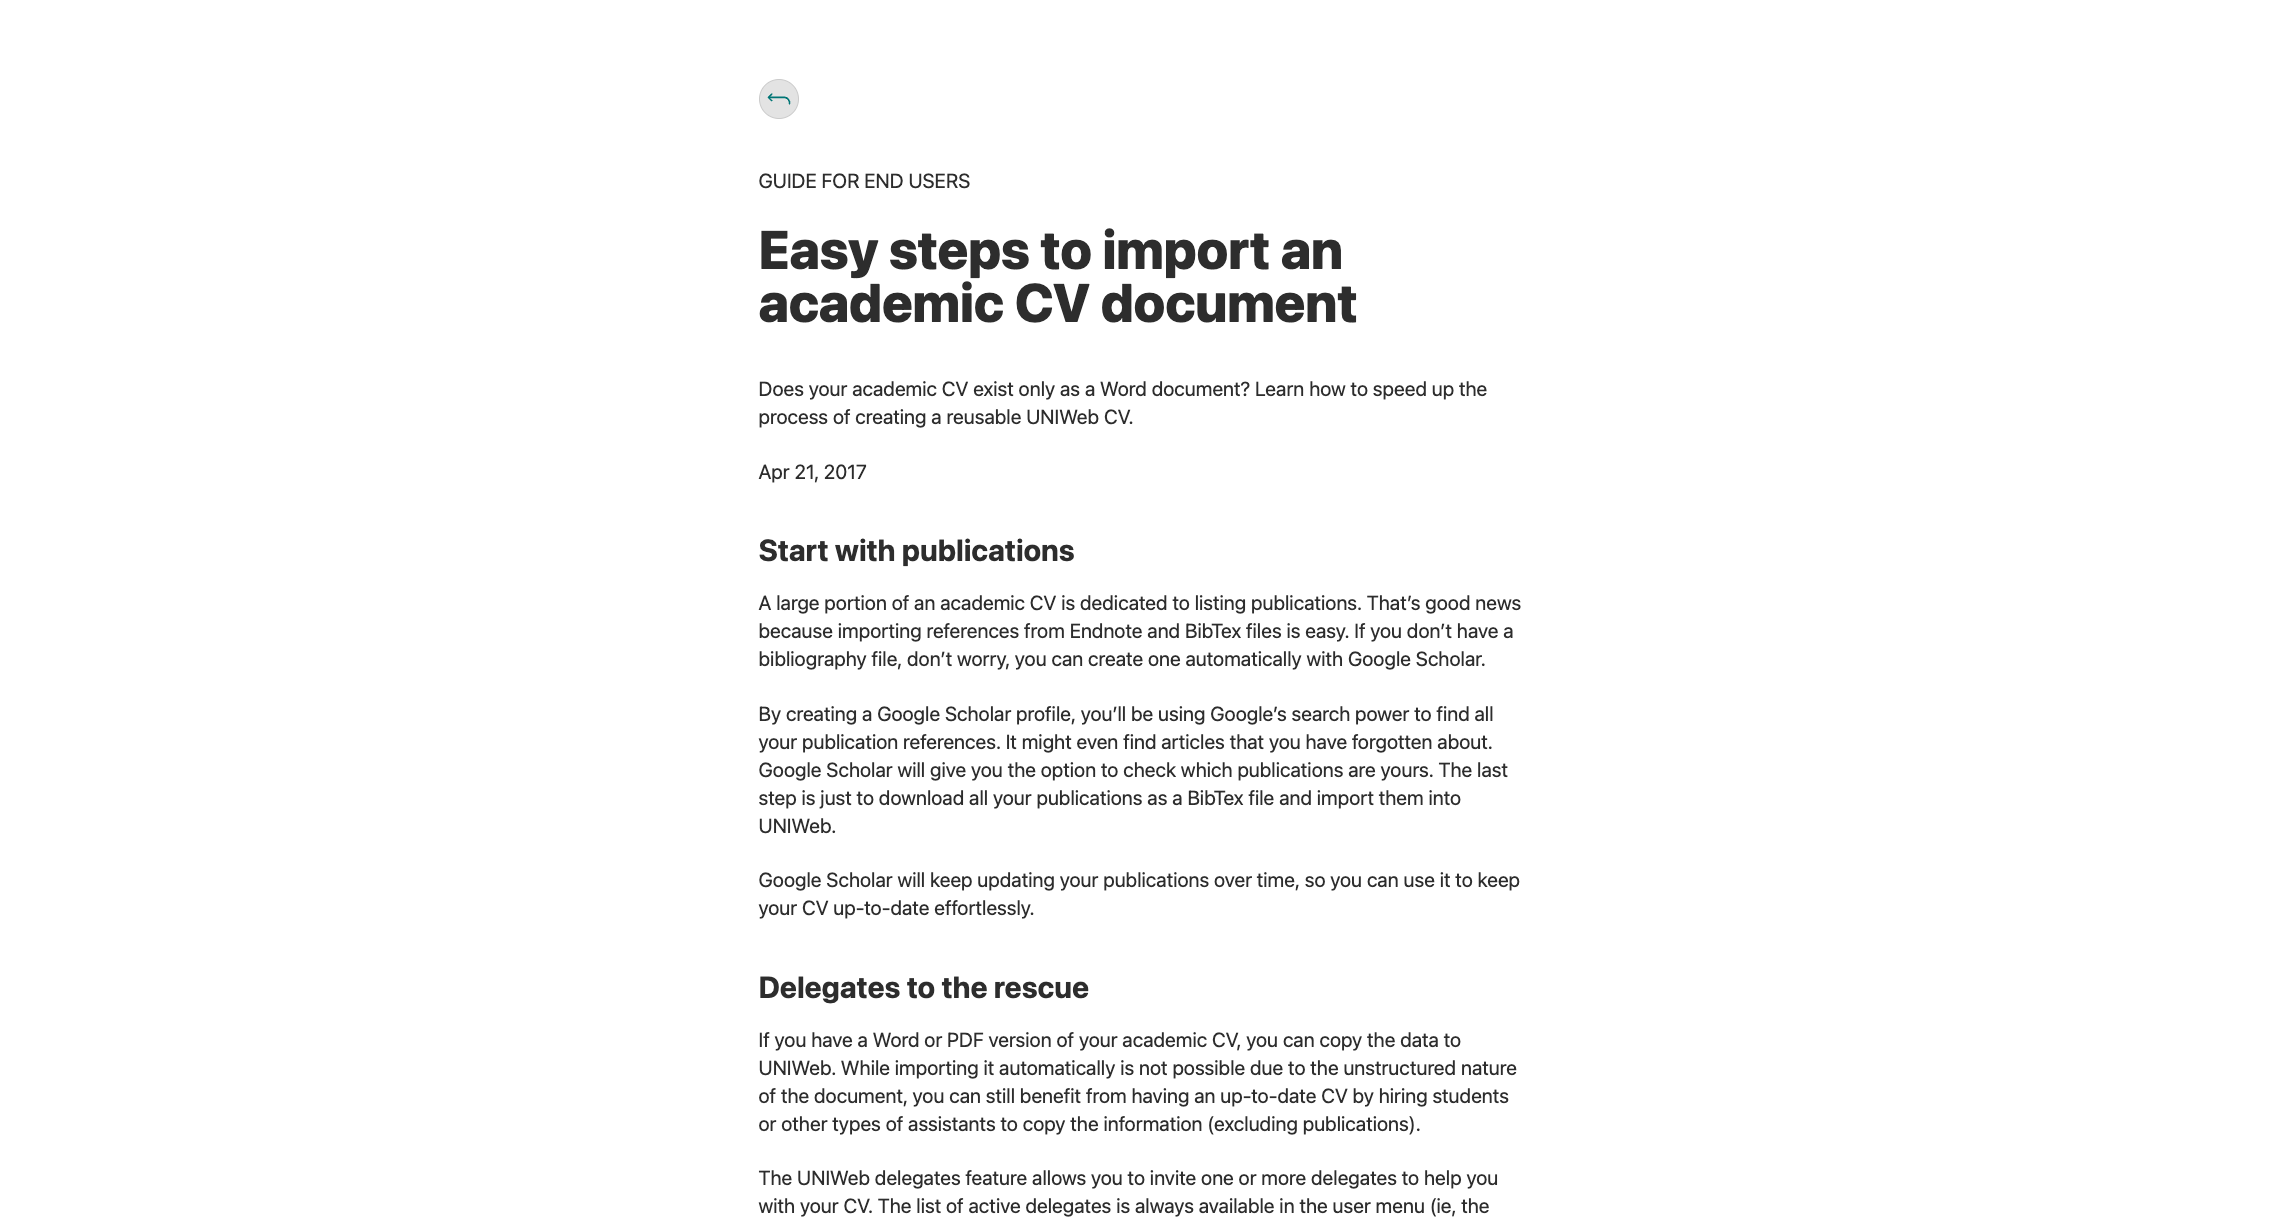 GUIDE FOR END USERS
Easy steps to import an
academic CV document
Does your academic CV exist only as a Word document? Learn how to speed up the
process of creating a reusable UNIWeb CV.
Apr 21, 2017
Start with publications
A large portion of an academic CV is dedicated to listing publications. That’s good news
because importing references from Endnote and BibTex files is easy. If you don’t have a
bibliography file, don’t worry, you can create one automatically with Google Scholar.
By creating a Google Scholar profile, you’ll be using Google’s search power to find all
your publication references. It might even find articles that you have forgotten about.
Google Scholar will give you the option to check which publications are yours. The last
step is just to download all your publications as a BibTex file and import them into
UNIWeb.
Google Scholar will keep updating your publications over time, so you can use it to keep
your CV up-to-date effortlessly.
Delegates to the rescue
If you have a Word or PDF version of your academic CV, you can copy the data to
UNIWeb. While importing it automatically is not possible due to the unstructured nature
of the document, you can still benefit from having an up-to-date CV by hiring students
or other types of assistants to copy the information (excluding publications).
The UNIWeb delegates feature allows you to invite one or more delegates to help you
with your CV. The list of active delegates is always available in the user menu (ie, the